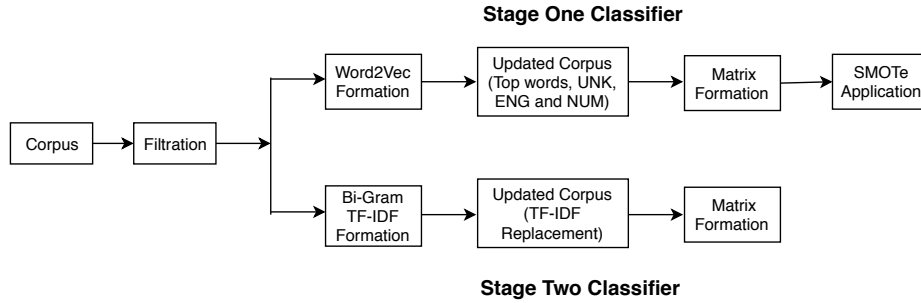 Stage One Classifier
Word2Vec
Formation
Updated Corpus
(Top words, UNK,
ENG and NUM)
Matrix
Formation
SMOTe
Application
Corpus
Filtration
Bi-Gram
TF-IDF
Formation
Updated Corpus
(TF-IDF
Replacement)
Matrix
Formation
Stage Two Classifier